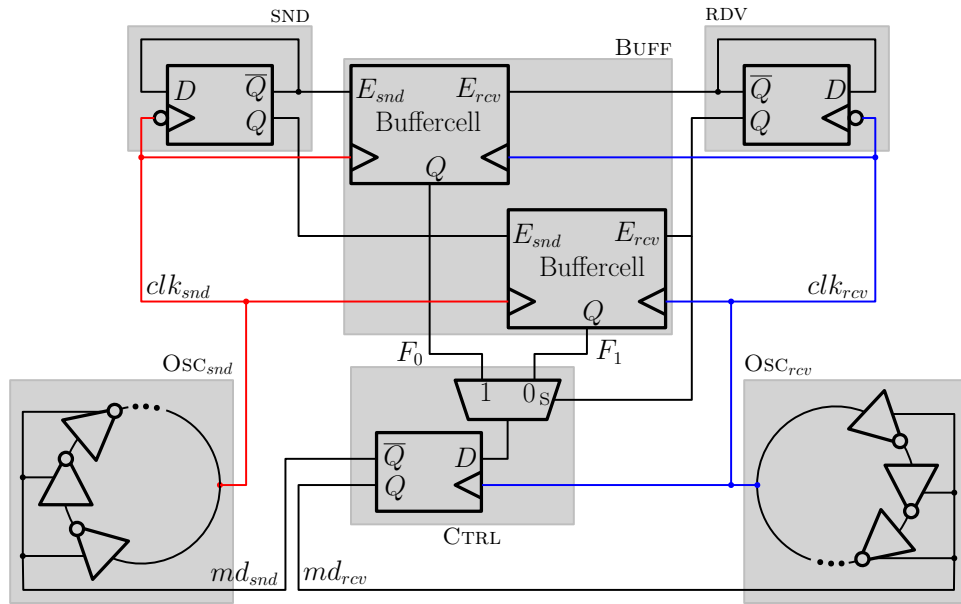 SND
RDV
BUFF
D Q̅
Q
E_snd E_rcv
Buffercell
Q
Q̅ D
Q
E_snd E_rcv
Buffercell
Q
clk_snd
clk_rcv
F_0
F_1
OSC_snd
OSC_rcv
1 0 S
Q̅ D
Q
CTRL
md_snd
md_rcv